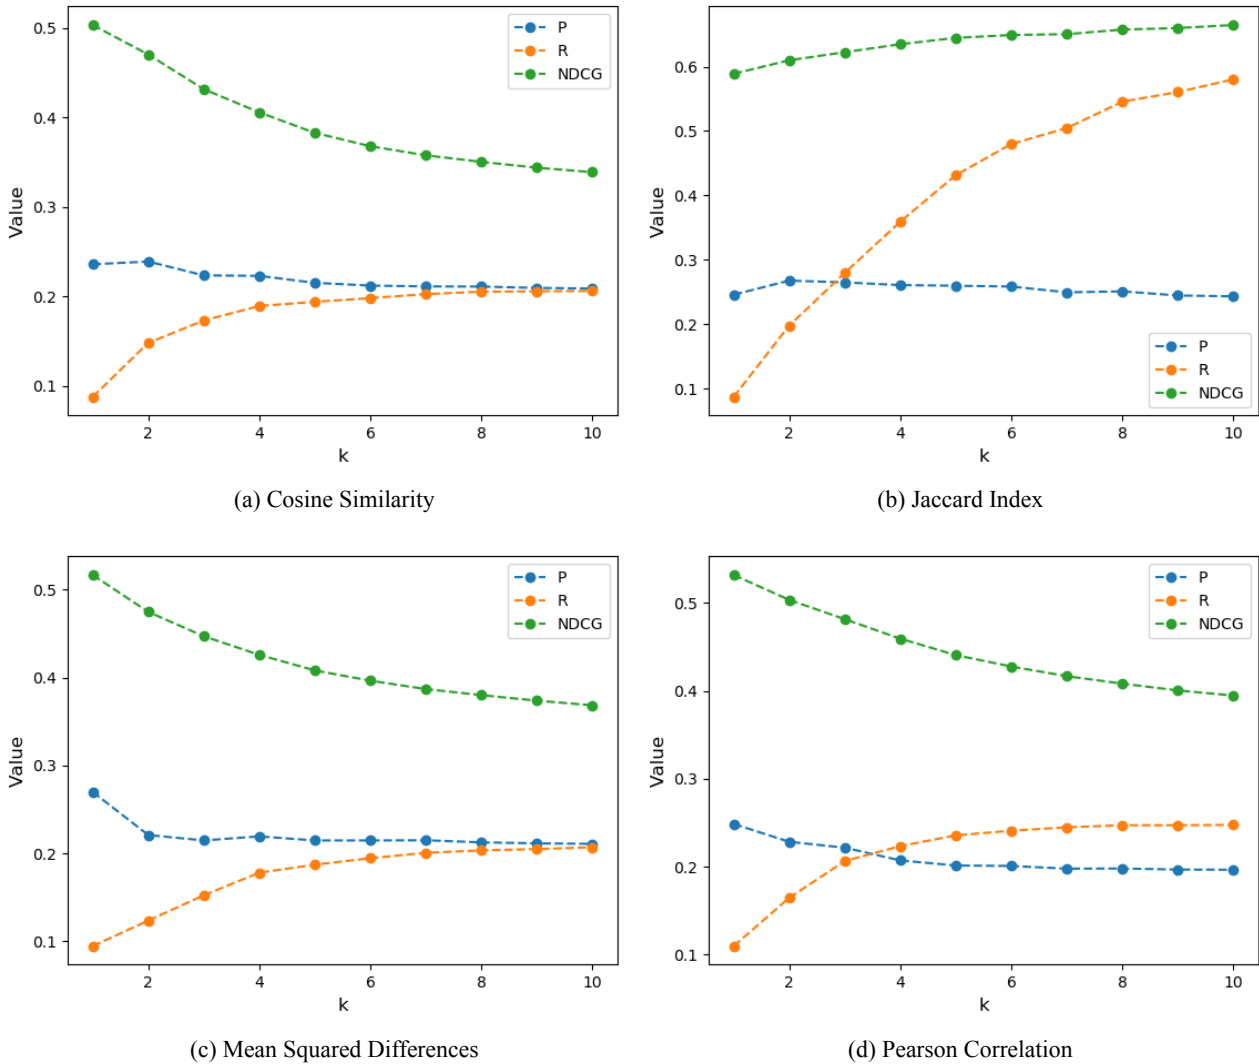 0.5
0.4
0.3
0.2
0.1
Value
P
R
NDCG
2 4 6 8 10
k
(a) Cosine Similarity
0.6
0.5
0.4
0.3
0.2
0.1
Value
P
R
NDCG
2 4 6 8 10
k
(b) Jaccard Index
0.5
0.4
0.3
0.2
0.1
Value
P
R
NDCG
2 4 6 8 10
k
(c) Mean Squared Differences
0.5
0.4
0.3
0.2
0.1
Value
P
R
NDCG
2 4 6 8 10
k
(d) Pearson Correlation